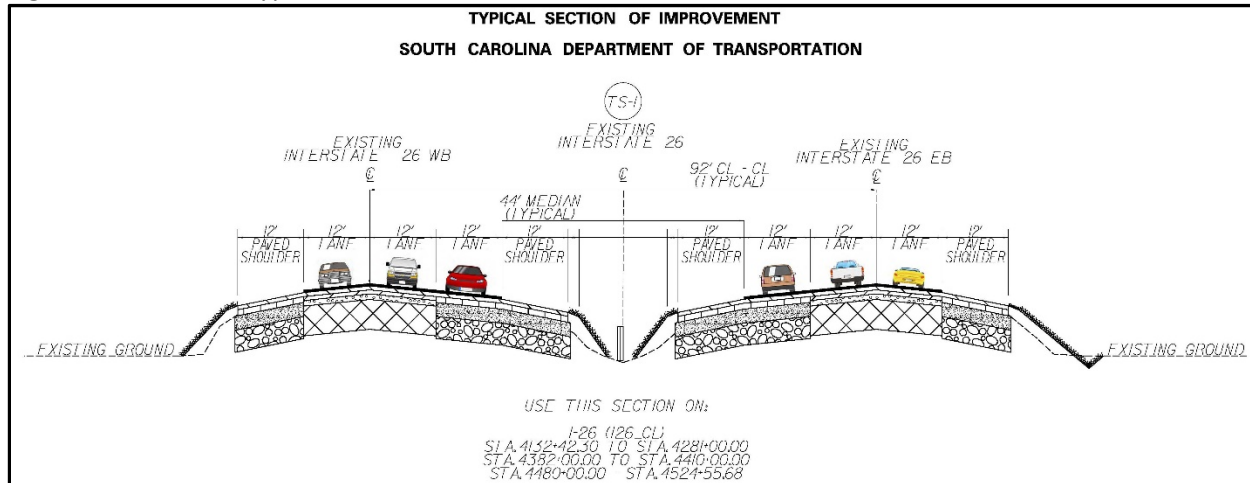 TYPICAL SECTION OF IMPROVEMENT
SOUTH CAROLINA DEPARTMENT OF TRANSPORTATION
TS-1
EXISTING
INTERSTATE 26
EXISTING
INTERSTATE 26 WB
℄
EXISTING
INTERSTATE 26 EB
℄
℄
92' CL - CL
(TYPICAL)
44' MEDIAN
(TYPICAL)
12'
PAVED
SHOULDER
12'
LANE
12'
LANE
12'
LANE
12'
PAVED
SHOULDER
12'
PAVED
SHOULDER
12'
LANE
12'
LANE
12'
LANE
12'
PAVED
SHOULDER
EXISTING GROUND
EXISTING GROUND
USE THIS SECTION ON:
I-26 (I26_CL)
STA.4132+42.30 TO STA.4281+00.00
STA.4382+00.00 TO STA.4410+00.00
STA.4480+00.00 STA.4524+55.68